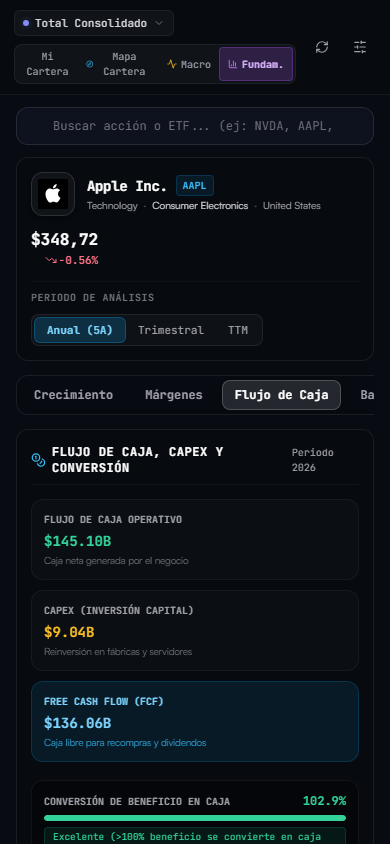 Total Consolidado
Mi
Cartera
Mapa
Cartera
Macro
Fundam.
Buscar acción o ETF... (ej: NVDA, AAPL,
Apple Inc. AAPL
Technology · Consumer Electronics · United States
$348,72
-0.56%
PERIODO DE ANÁLISIS
Anual (5A) Trimestral TTM
Crecimiento Márgenes Flujo de Caja Ba
FLUJO DE CAJA, CAPEX Y
CONVERSIÓN
Periodo
2026
FLUJO DE CAJA OPERATIVO
$145.10B
Caja neta generada por el negocio
CAPEX (INVERSIÓN CAPITAL)
$9.04B
Reinversión en fábricas y servidores
FREE CASH FLOW (FCF)
$136.06B
Caja libre para recompras y dividendos
CONVERSIÓN DE BENEFICIO EN CAJA 102.9%
Excelente (>100% beneficio se convierte en caja